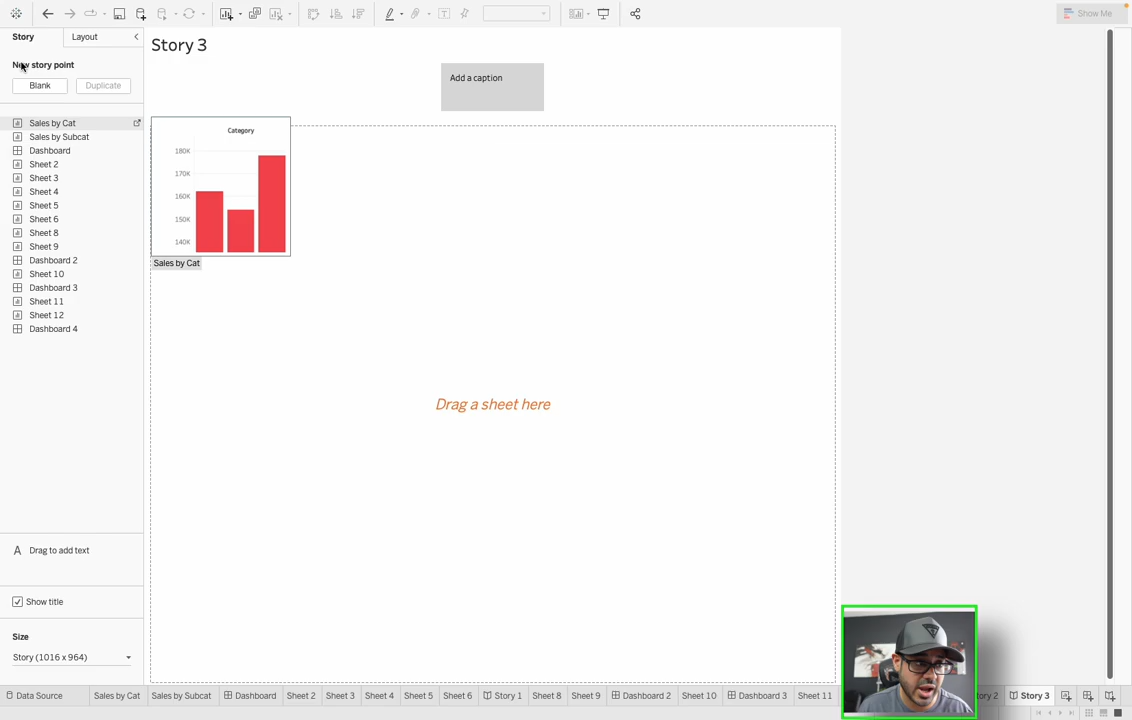 Show Me
Story
Layout
Story 3
New story point
Blank
Duplicate
Add a caption
Sales by Cat
Sales by Subcat
Dashboard
Sheet 2
Sheet 3
Sheet 4
Sheet 5
Sheet 6
Sheet 8
Sheet 9
Dashboard 2
Sheet 10
Dashboard 3
Sheet 11
Sheet 12
Dashboard 4
Category
180K
170K
160K
150K
140K
Sales by Cat
Drag a sheet here
A Drag to add text
Show title
Size
Story (1016 x 964)
Data Source Sales by Cat Sales by Subcat Dashboard Sheet 2 Sheet 3 Sheet 4 Sheet 5 Sheet 6 Story 1 Sheet 8 Sheet 9 Dashboard 2 Sheet 10 Dashboard 3 Sheet 11 tory 2 Story 3